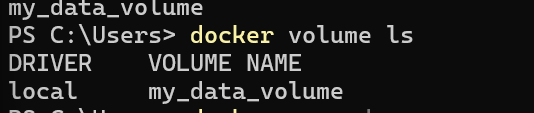 my_data_volume
PS C:\Users> docker volume ls
DRIVER    VOLUME NAME
local     my_data_volume